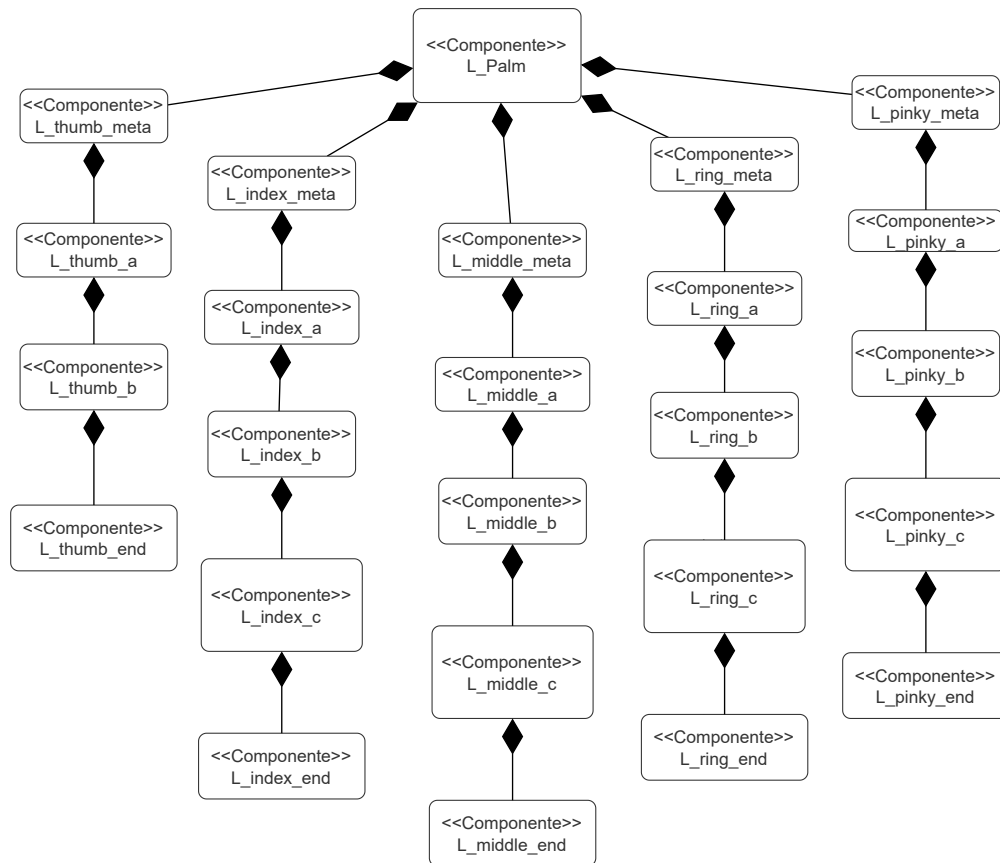 <<Componente>>
L_Palm
<<Componente>>
L_thumb_meta
<<Componente>>
L_thumb_a
<<Componente>>
L_thumb_b
<<Componente>>
L_thumb_end
<<Componente>>
L_index_meta
<<Componente>>
L_index_a
<<Componente>>
L_index_b
<<Componente>>
L_index_c
<<Componente>>
L_index_end
<<Componente>>
L_middle_meta
<<Componente>>
L_middle_a
<<Componente>>
L_middle_b
<<Componente>>
L_middle_c
<<Componente>>
L_middle_end
<<Componente>>
L_ring_meta
<<Componente>>
L_ring_a
<<Componente>>
L_ring_b
<<Componente>>
L_ring_c
<<Componente>>
L_ring_end
<<Componente>>
L_pinky_meta
<<Componente>>
L_pinky_a
<<Componente>>
L_pinky_b
<<Componente>>
L_pinky_c
<<Componente>>
L_pinky_end